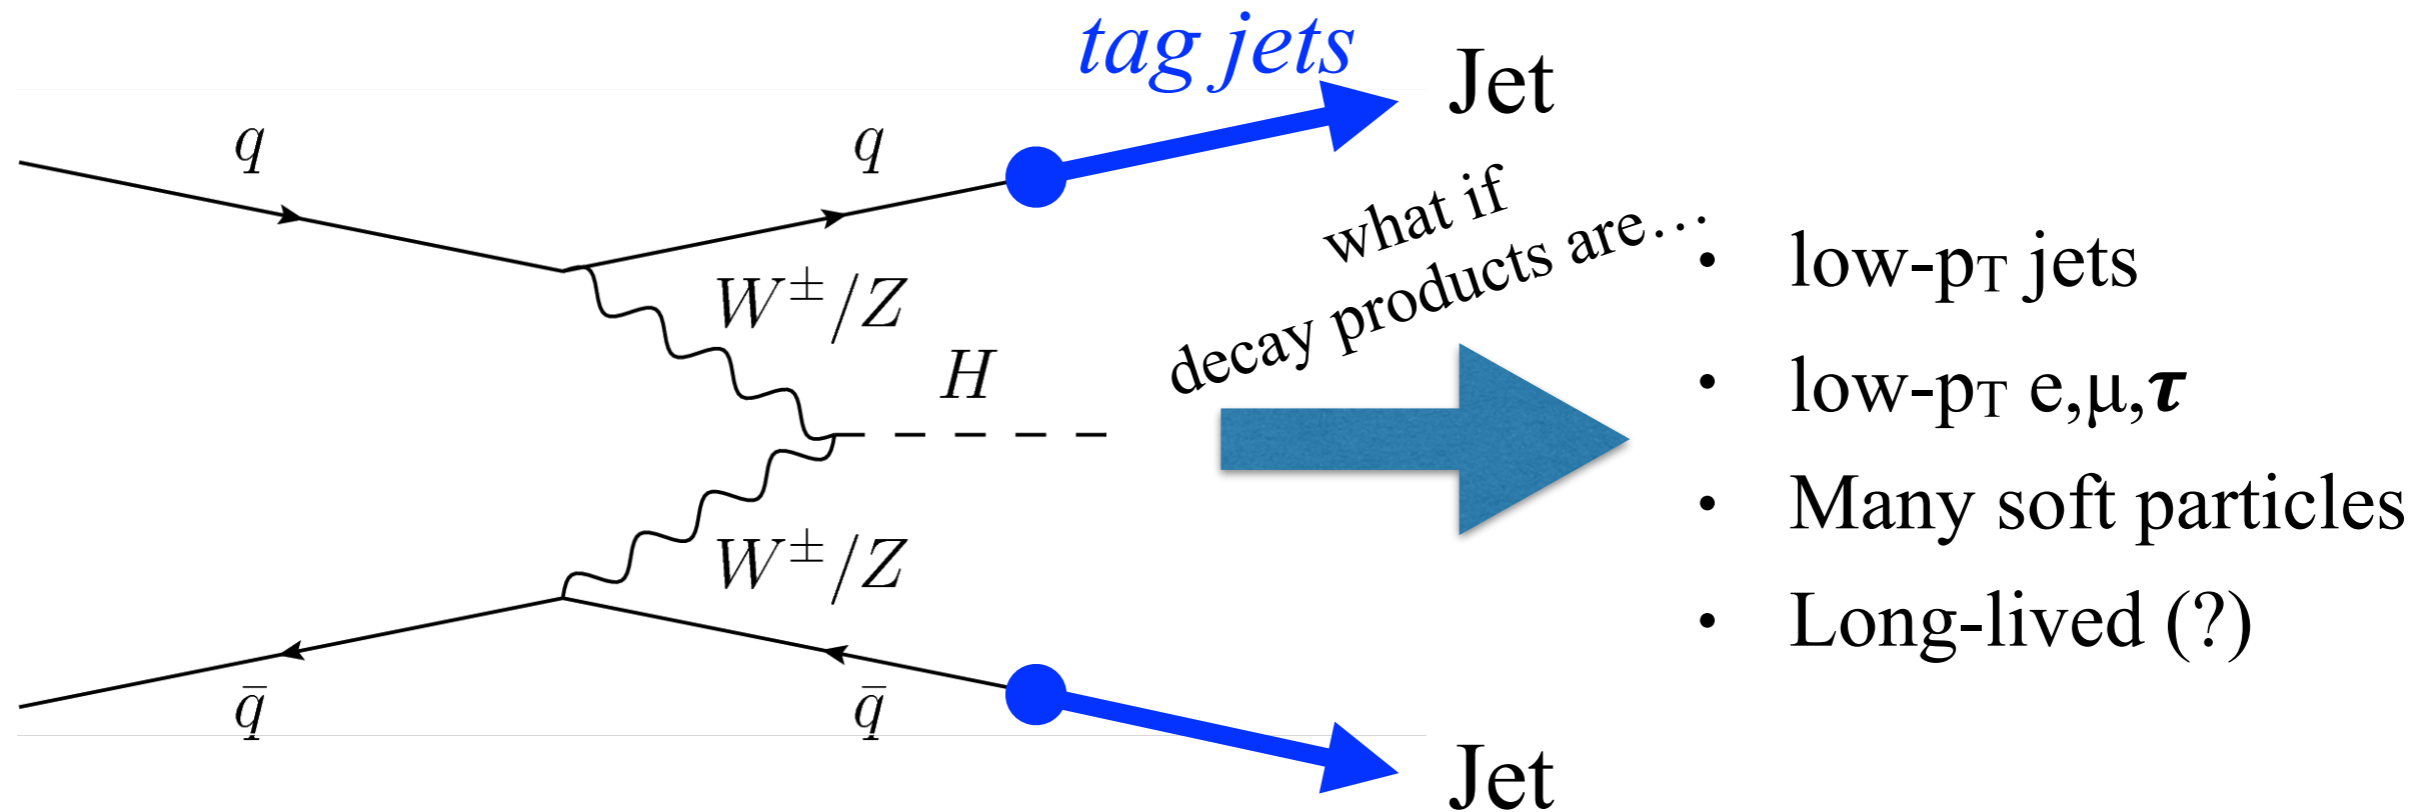 tag jets
Jet
q
q
what if
decay products are…
W±/Z
H
W±/Z
q̄
q̄
Jet
• low-pT jets
• low-pT e,μ,τ
• Many soft particles
• Long-lived (?)